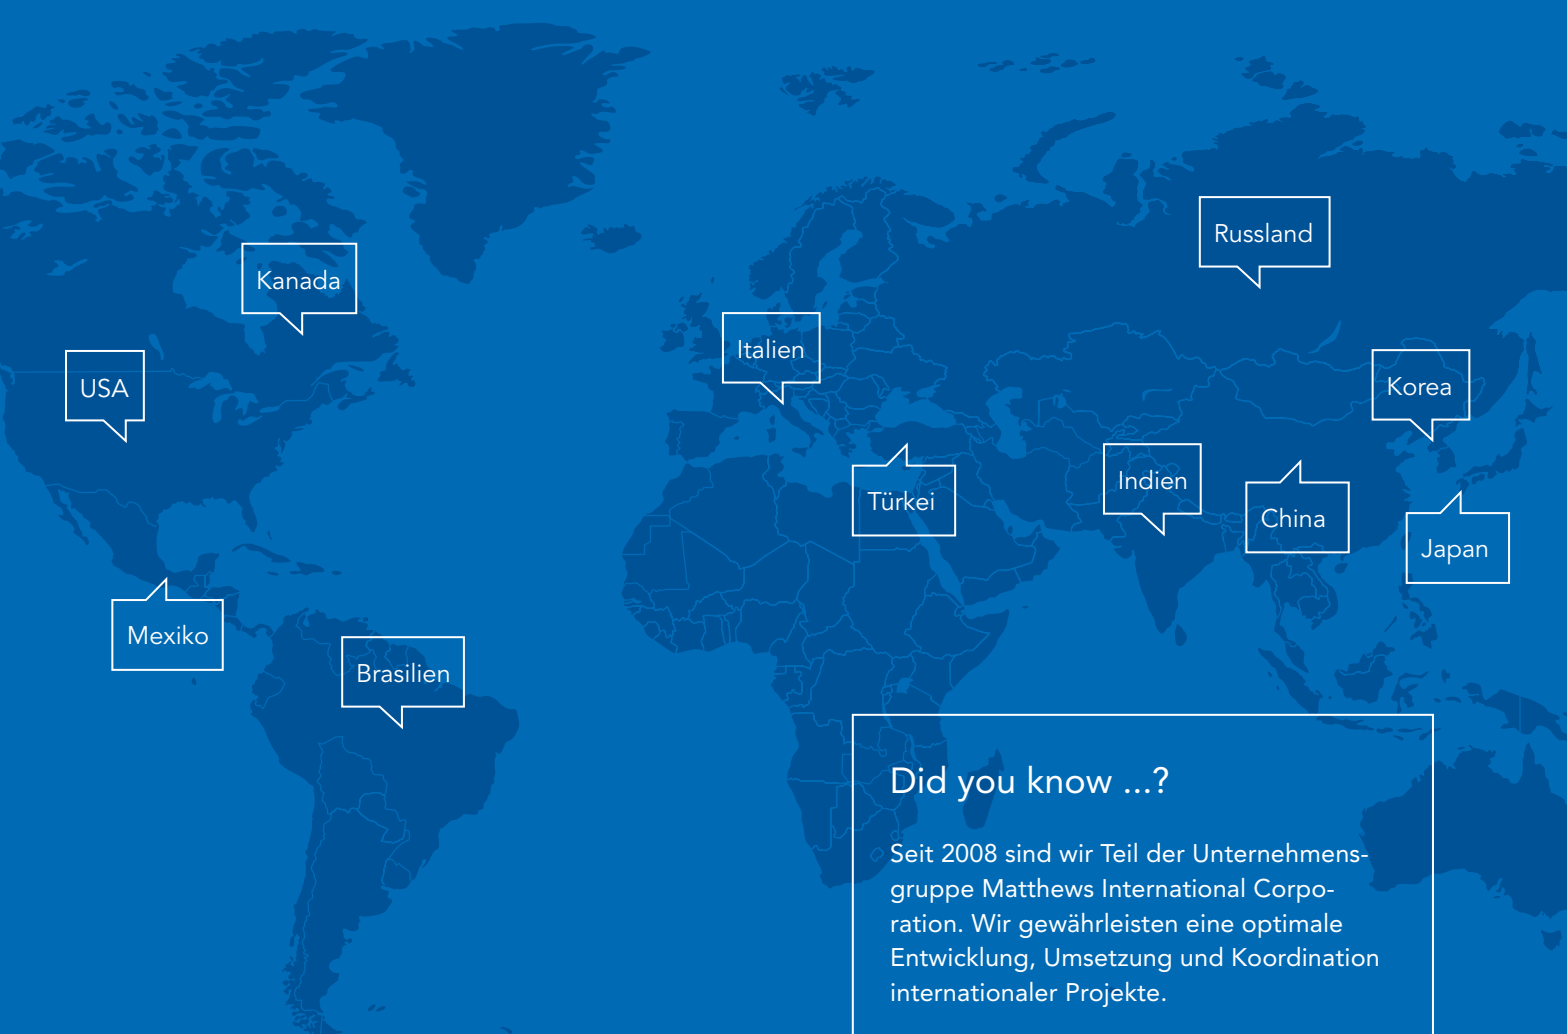 Russland
Kanada
Italien
USA
Korea
Indien
Türkei
China
Japan
Mexiko
Brasilien
Did you know ...?
Seit 2008 sind wir Teil der Unternehmens-
gruppe Matthews International Corpo-
ration. Wir gewährleisten eine optimale
Entwicklung, Umsetzung und Koordination
internationaler Projekte.